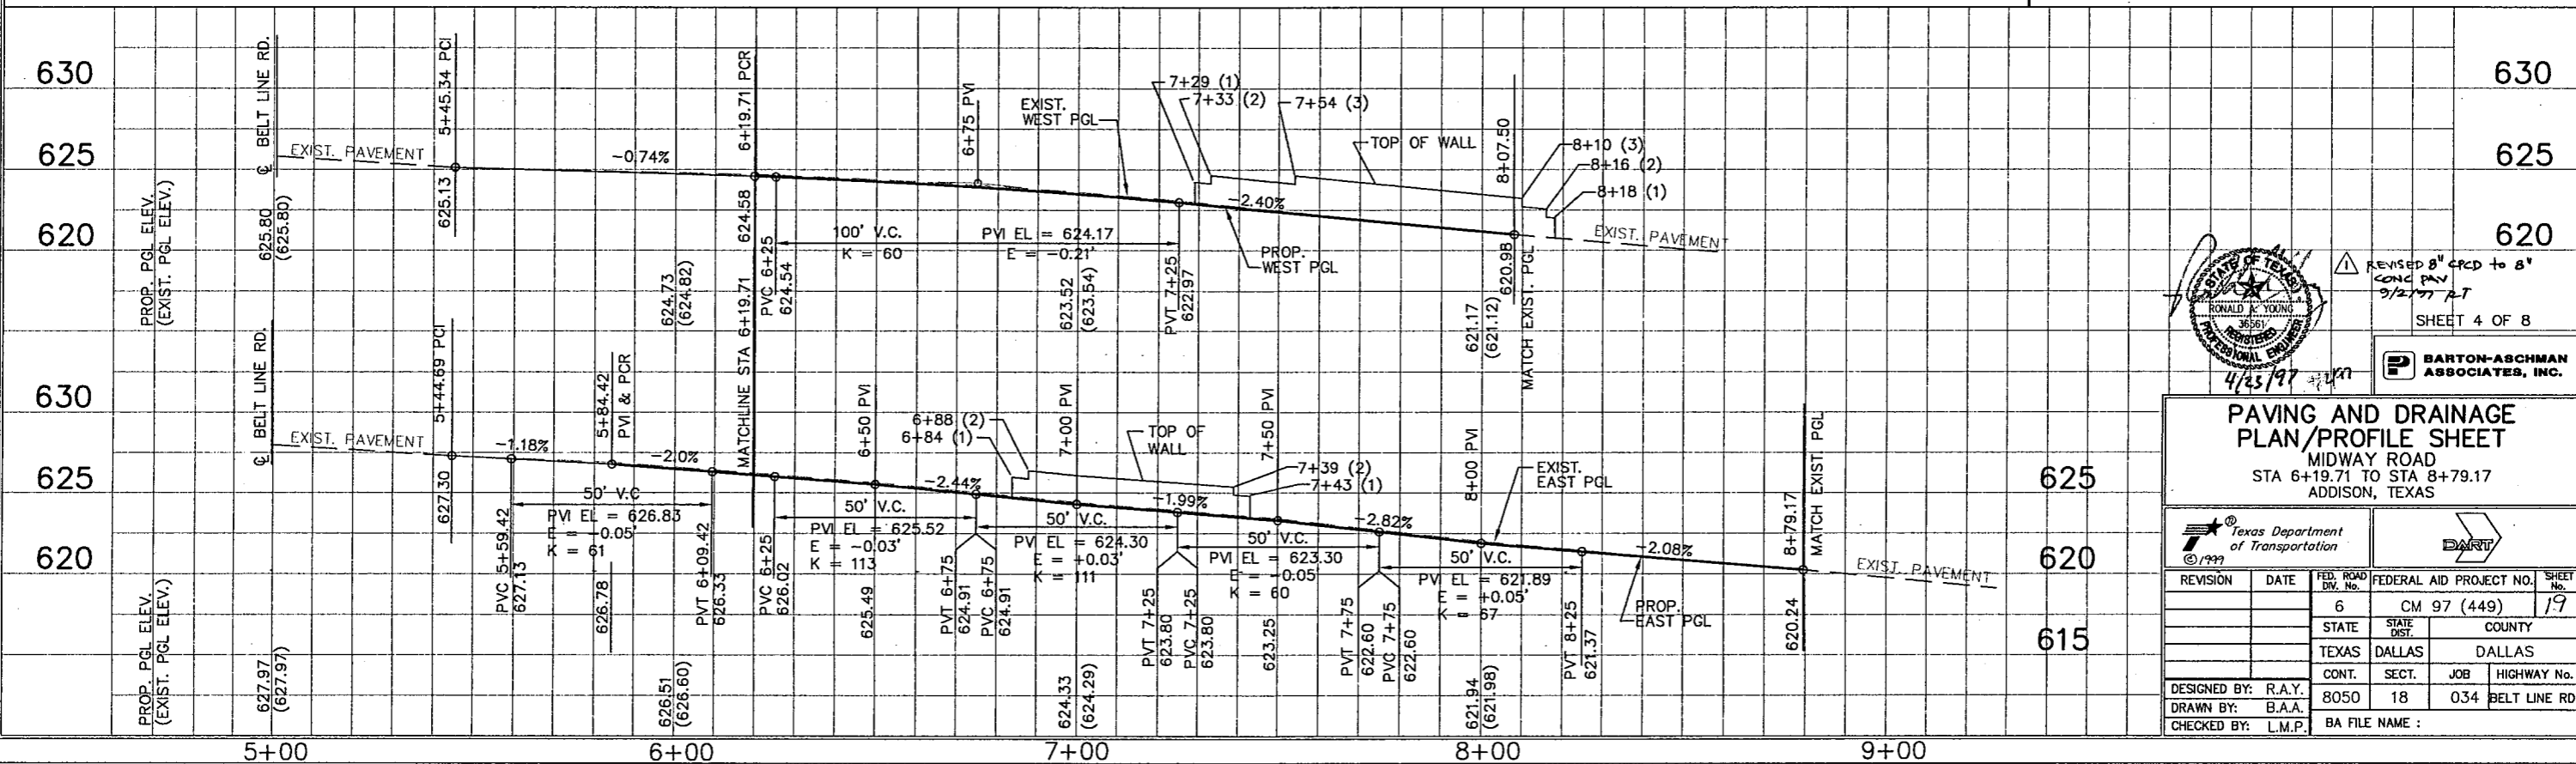 630
625
620
PROP. PGL ELEV.
(EXIST. PGL ELEV.)
℄ BELT LINE RD.
625.80
(625.80)
EXIST. PAVEMENT
5+45.34 PCI
625.13
-0.74%
624.73
(624.82)
MATCHLINE STA 6+19.71
6+19.71 PCR
624.58
PVC 6+25
624.54
100' V.C.
K = 60
PVI EL = 624.17
E = -0.21'
6+75 PVI
EXIST.
WEST PGL
623.52
(623.54)
PVT 7+25
622.97
7+29 (1)
7+33 (2)
7+54 (3)
TOP OF WALL
-2.40%
PROP.
WEST PGL
8+07.50
620.98
621.17
(621.12)
MATCH EXIST. PGL
8+10 (3)
8+16 (2)
8+18 (1)
EXIST. PAVEMENT
630
625
620
630
625
620
PROP. PGL ELEV.
(EXIST. PGL ELEV.)
℄ BELT LINE RD.
627.97
(627.97)
EXIST. PAVEMENT
5+44.69 PCI
627.30
-1.18%
PVC 5+59.42
627.13
5+84.42
PVI & PCR
626.78
50' V.C
PVI EL = 626.83
E = -0.05'
K = 61
-2.0%
626.51
(626.60)
PVT 6+09.42
626.33
PVC 6+25
626.02
50' V.C.
PVI EL = 625.52
E = -0.03'
K = 113
6+50 PVI
625.49
-2.44%
PVT 6+75
624.91
PVC 6+75
624.91
6+88 (2)
6+84 (1)
7+00 PVI
TOP OF
WALL
50' V.C.
PVI EL = 624.30
E = +0.03'
K = 111
624.33
(624.29)
-1.99%
PVT 7+25
623.80
PVC 7+25
623.80
7+39 (2)
7+43 (1)
7+50 PVI
50' V.C.
PVI EL = 623.30
E = -0.05'
K = 60
623.25
-2.82%
PVT 7+75
622.60
PVC 7+75
622.60
8+00 PVI
EXIST.
EAST PGL
50' V.C.
PVI EL = 621.89
E = +0.05'
K = 67
621.94
(621.98)
PVT 8+25
621.37
-2.08%
PROP.
EAST PGL
8+79.17
620.24
MATCH EXIST PGL
EXIST. PAVEMENT
625
620
615
5+00
6+00
7+00
8+00
9+00
STATE OF TEXAS
RONALD A. YOUNG
36561
REGISTERED
PROFESSIONAL ENGINEER
4/23/97
1
REVISED 8" CPCD to 8"
CONC PAV
9/2/97 RT
SHEET 4 OF 8
BARTON-ASCHMAN
ASSOCIATES, INC.
PAVING AND DRAINAGE
PLAN/PROFILE SHEET
MIDWAY ROAD
STA 6+19.71 TO STA 8+79.17
ADDISON, TEXAS
® Texas Department
of Transportation
©1999
DART
REVISION DATE FED. ROAD DIV. No. FEDERAL AID PROJECT NO. SHEET No.
6 CM 97 (449) 19
STATE STATE DIST. COUNTY
TEXAS DALLAS DALLAS
CONT. SECT. JOB HIGHWAY No.
8050 18 034 BELT LINE RD
DESIGNED BY: R.A.Y.
DRAWN BY: B.A.A.
CHECKED BY: L.M.P.
BA FILE NAME :